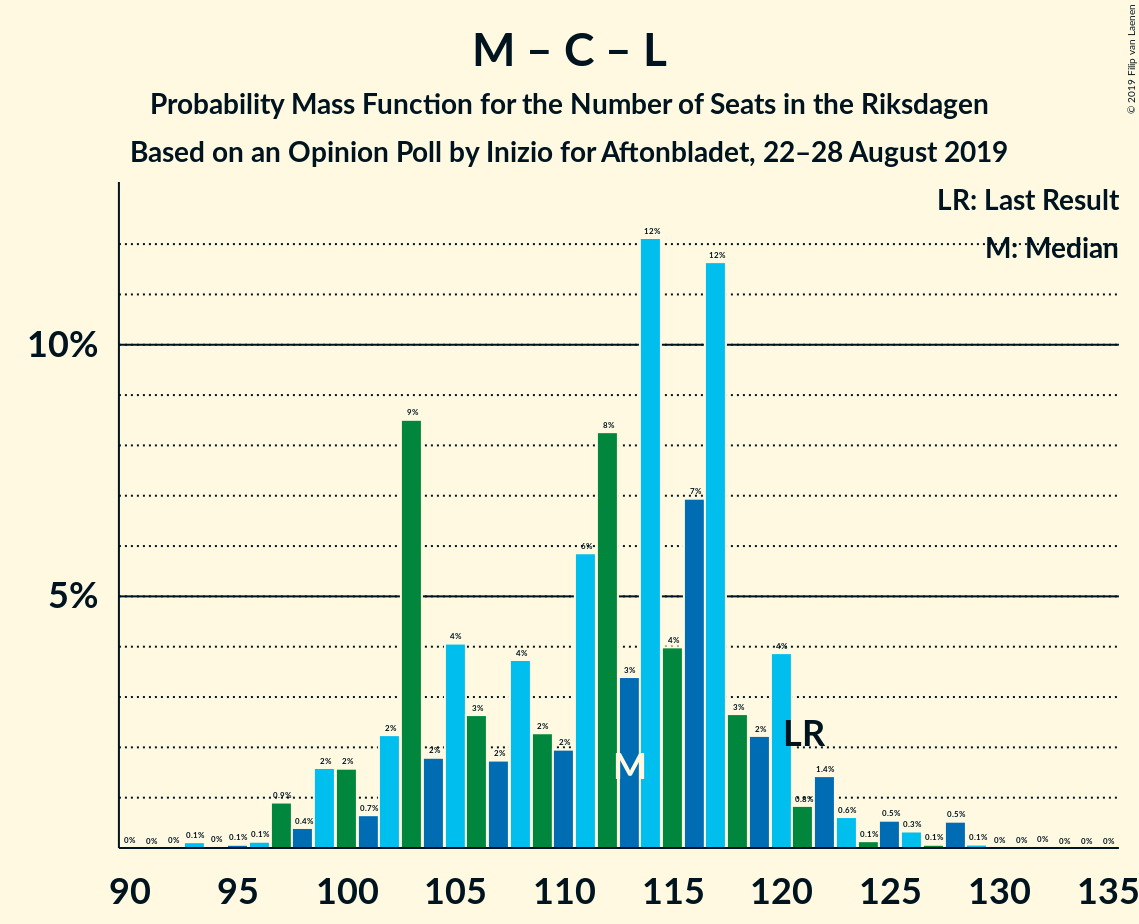 M – C – L
Probability Mass Function for the Number of Seats in the Riksdagen
Based on an Opinion Poll by Inizio for Aftonbladet, 22–28 August 2019
© 2019 Filip van Laenen
LR: Last Result
M: Median
10%
5%
0% 0% 0% 0.1% 0% 0.1% 0.1% 0.9% 0.4% 2% 2% 0.7% 2% 9% 2% 4% 3% 2% 4% 2% 2% 6% 8% 3% 12% 4% 7% 12% 3% 2% 4% 0.8% 1.4% 0.6% 0.1% 0.5% 0.3% 0.1% 0.5% 0.1% 0% 0% 0% 0% 0% 0%
M
LR
90 95 100 105 110 115 120 125 130 135